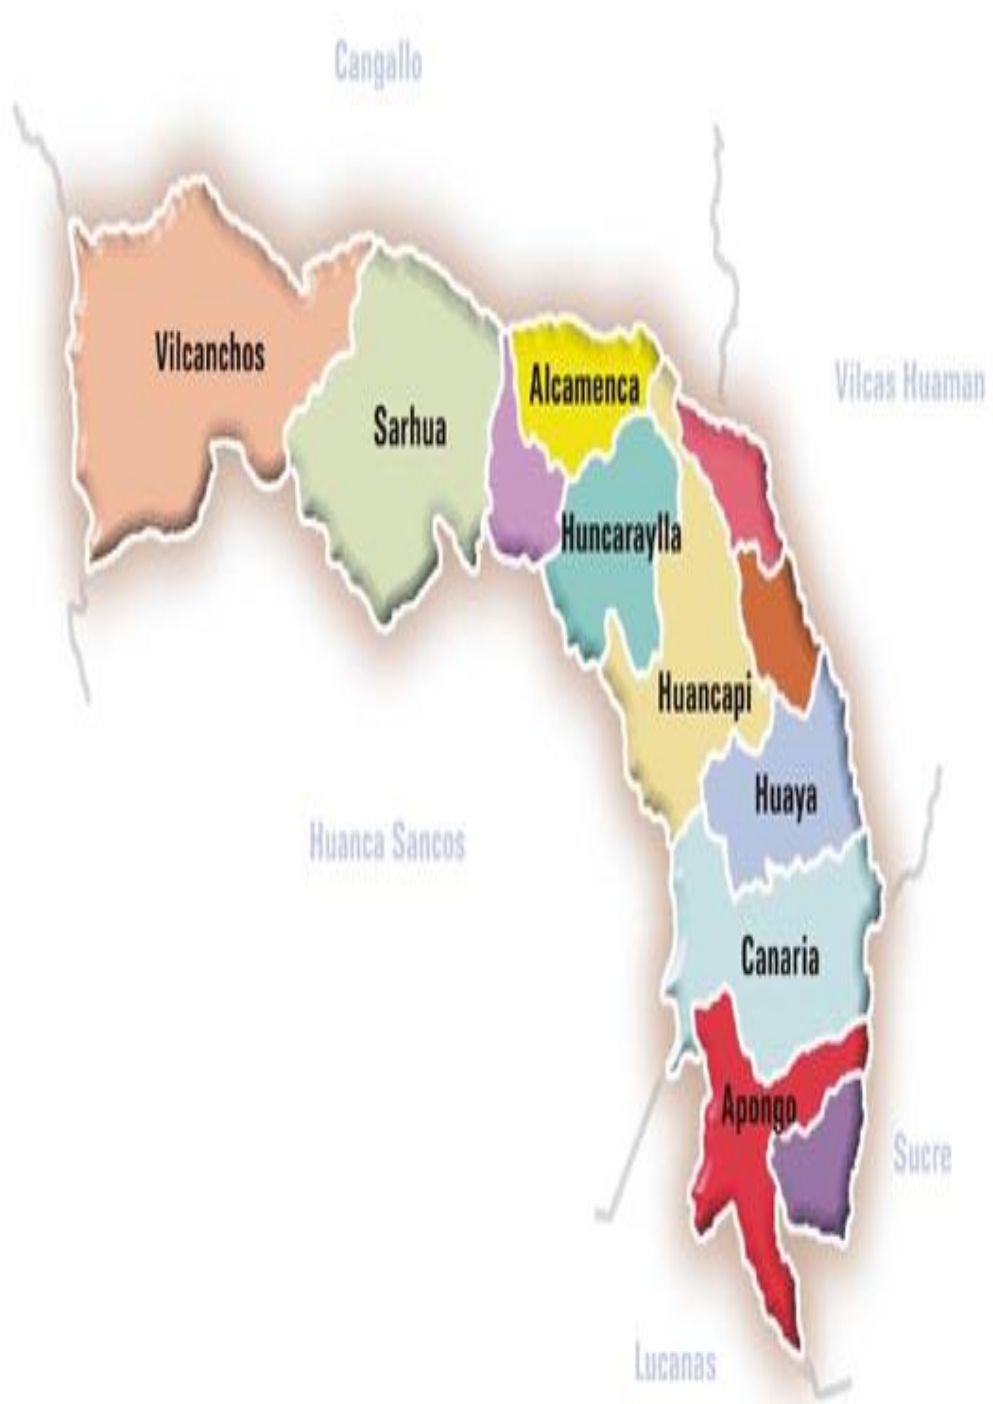 Cangallo
Vilcanchos
Alcamenca
Vilcas Huaman
Sarhua
Huncaraylla
Huancapi
Huaya
Huanca Sancos
Canaria
Apongo
Sucre
Lucanas